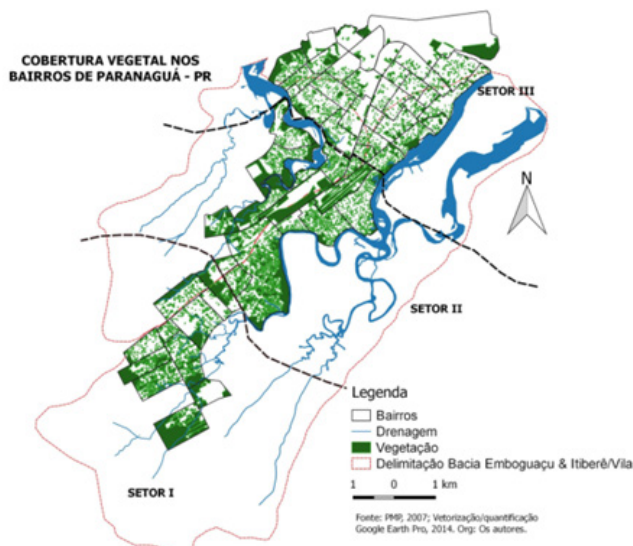 COBERTURA VEGETAL NOS
BAIRROS DE PARANAGUÁ - PR
SETOR III
N
SETOR II
SETOR I
Legenda
Bairros
Drenagem
Vegetação
Delimitação Bacia Emboguaçu & Itiberê/Vila
1 0 1 km
Fonte: PMP, 2007; Vetorização/quantificação
Google Earth Pro, 2014. Org: Os autores.